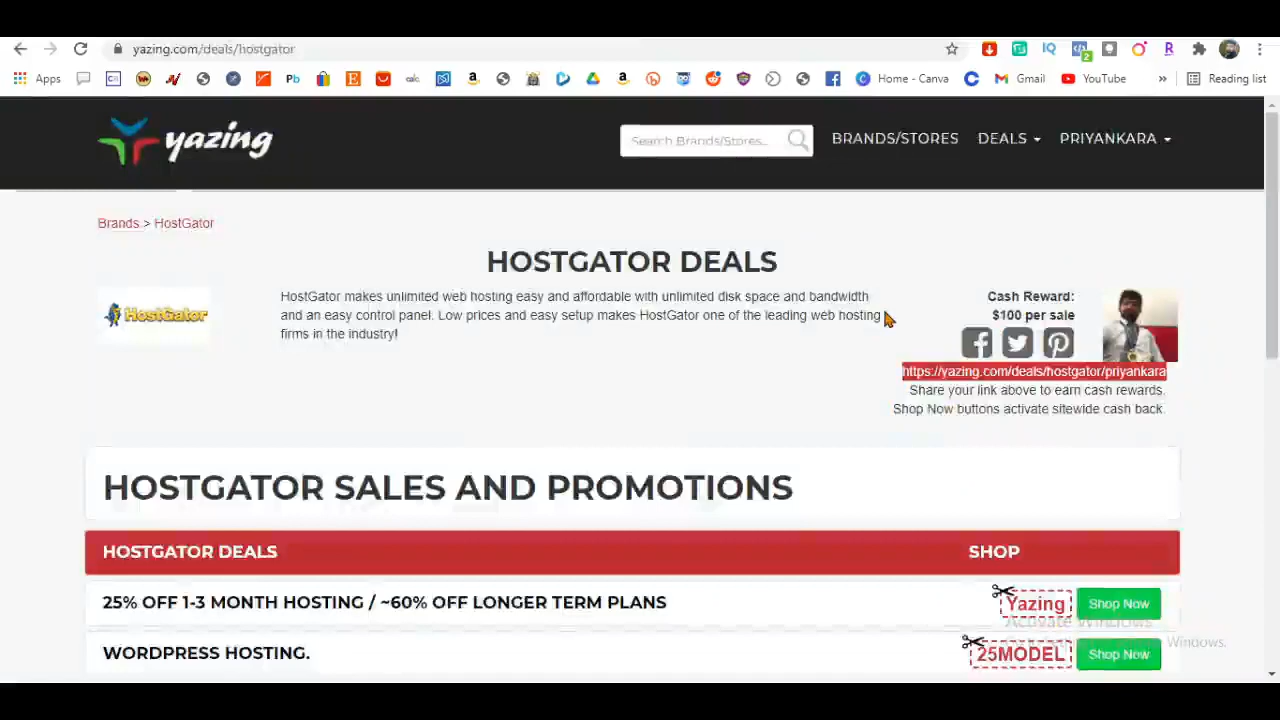 yazing.com/deals/hostgator
Apps
Home - Canva
Gmail
YouTube
Reading list
yazing
Search Brands/Stores...
BRANDS/STORES
DEALS
PRIYANKARA
Brands > HostGator
HOSTGATOR DEALS
HostGator
HostGator makes unlimited web hosting easy and affordable with unlimited disk space and bandwidth
and an easy control panel. Low prices and easy setup makes HostGator one of the leading web hosting
firms in the industry!
Cash Reward:
$100 per sale
https://yazing.com/deals/hostgator/priyankara
Share your link above to earn cash rewards.
Shop Now buttons activate sitewide cash back.
HOSTGATOR SALES AND PROMOTIONS
HOSTGATOR DEALS
SHOP
25% OFF 1-3 MONTH HOSTING / ~60% OFF LONGER TERM PLANS
Yazing
Shop Now
Activate Windows
WORDPRESS HOSTING.
25MODEL
Shop Now
Windows.